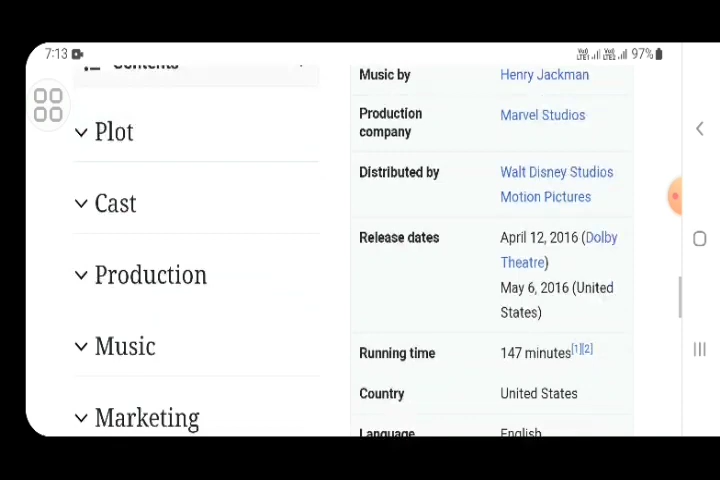 7:13
97%
Contents
Plot
Cast
Production
Music
Marketing
Music by Henry Jackman
Production company Marvel Studios
Distributed by Walt Disney Studios
Motion Pictures
Release dates April 12, 2016 (Dolby
Theatre)
May 6, 2016 (United
States)
Running time 147 minutes[1][2]
Country United States
Language English